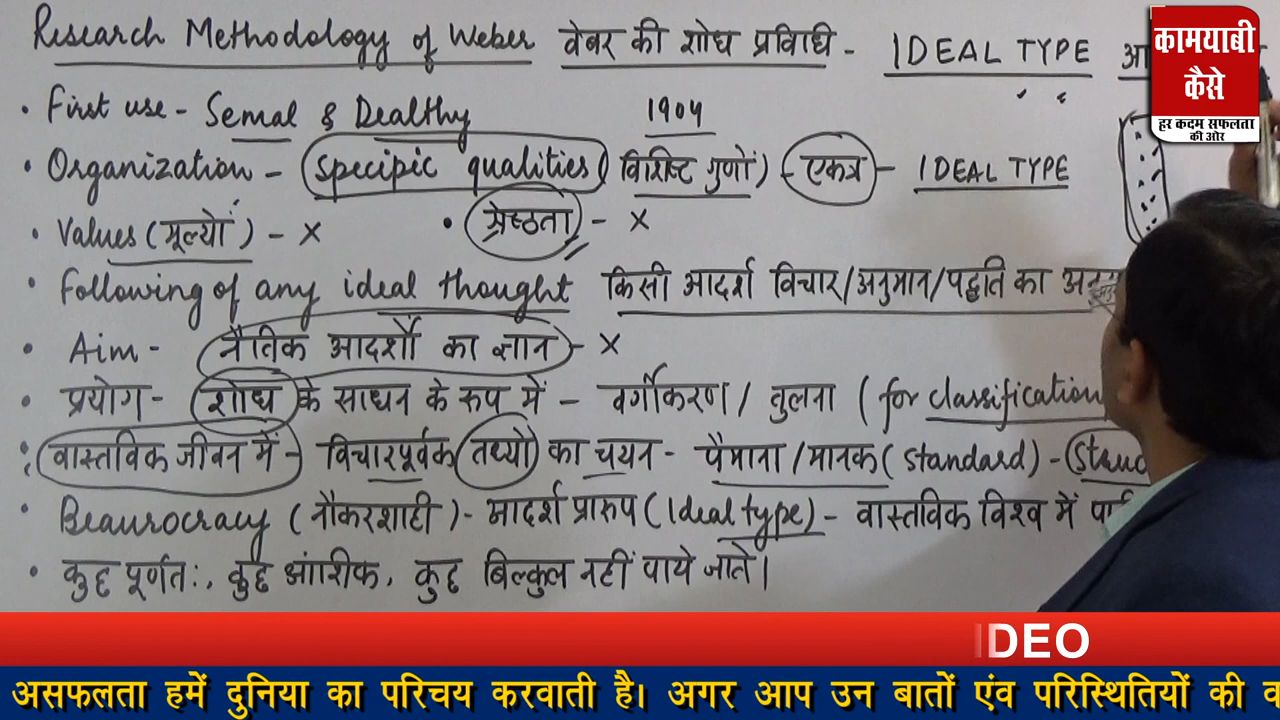 Research Methodology of Weber वेबर की शोध प्रविधि - IDEAL TYPE
कामयाबी
कैसे
हर कदम सफलता
की ओर
• First use - Semal & Dealthy 1904
• Organization - (Specipic qualities) विशिष्ट गुणों) - एकत्र - IDEAL TYPE
• Values (मूल्यों) - × • श्रेष्ठता - ×
• Following of any ideal thought किसी आदर्श विचार/अनुमान/पद्धति का
• Aim - नैतिक आदर्शों का ज्ञान - ×
• प्रयोग - शोध के साधन के रुप में - वर्गीकरण / तुलना (for classification
• वास्तविक जीवन में - विचारपूर्वक तथ्यों का चयन - पैमाना / मानक (Standard) -
• Beaurocracy (नौकरशाही) - आदर्श प्रारुप (Ideal type) - वास्तविक विश्व में
• कुछ पूर्णत:, कुछ आंशिक, कुछ बिल्कुल नहीं पाये जाते।
DEO
असफलता हमें दुनिया का परिचय करवाती है। अगर आप उन बातों एंव परिस्थितियों की